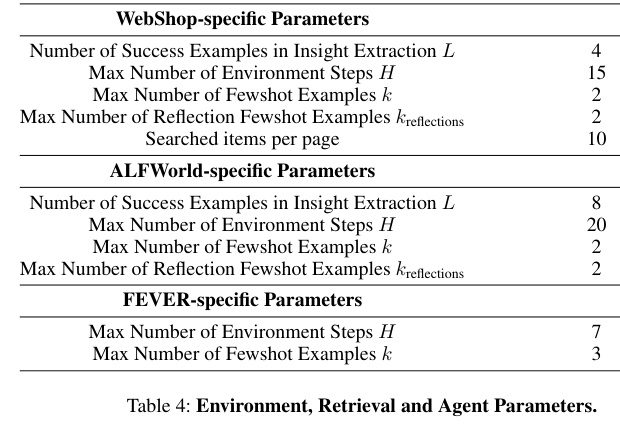 WebShop-specific Parameters
Number of Success Examples in Insight Extraction L 4
Max Number of Environment Steps H 15
Max Number of Fewshot Examples k 2
Max Number of Reflection Fewshot Examples k_reflections 2
Searched items per page 10
ALFWorld-specific Parameters
Number of Success Examples in Insight Extraction L 8
Max Number of Environment Steps H 20
Max Number of Fewshot Examples k 2
Max Number of Reflection Fewshot Examples k_reflections 2
FEVER-specific Parameters
Max Number of Environment Steps H 7
Max Number of Fewshot Examples k 3
Table 4: Environment, Retrieval and Agent Parameters.